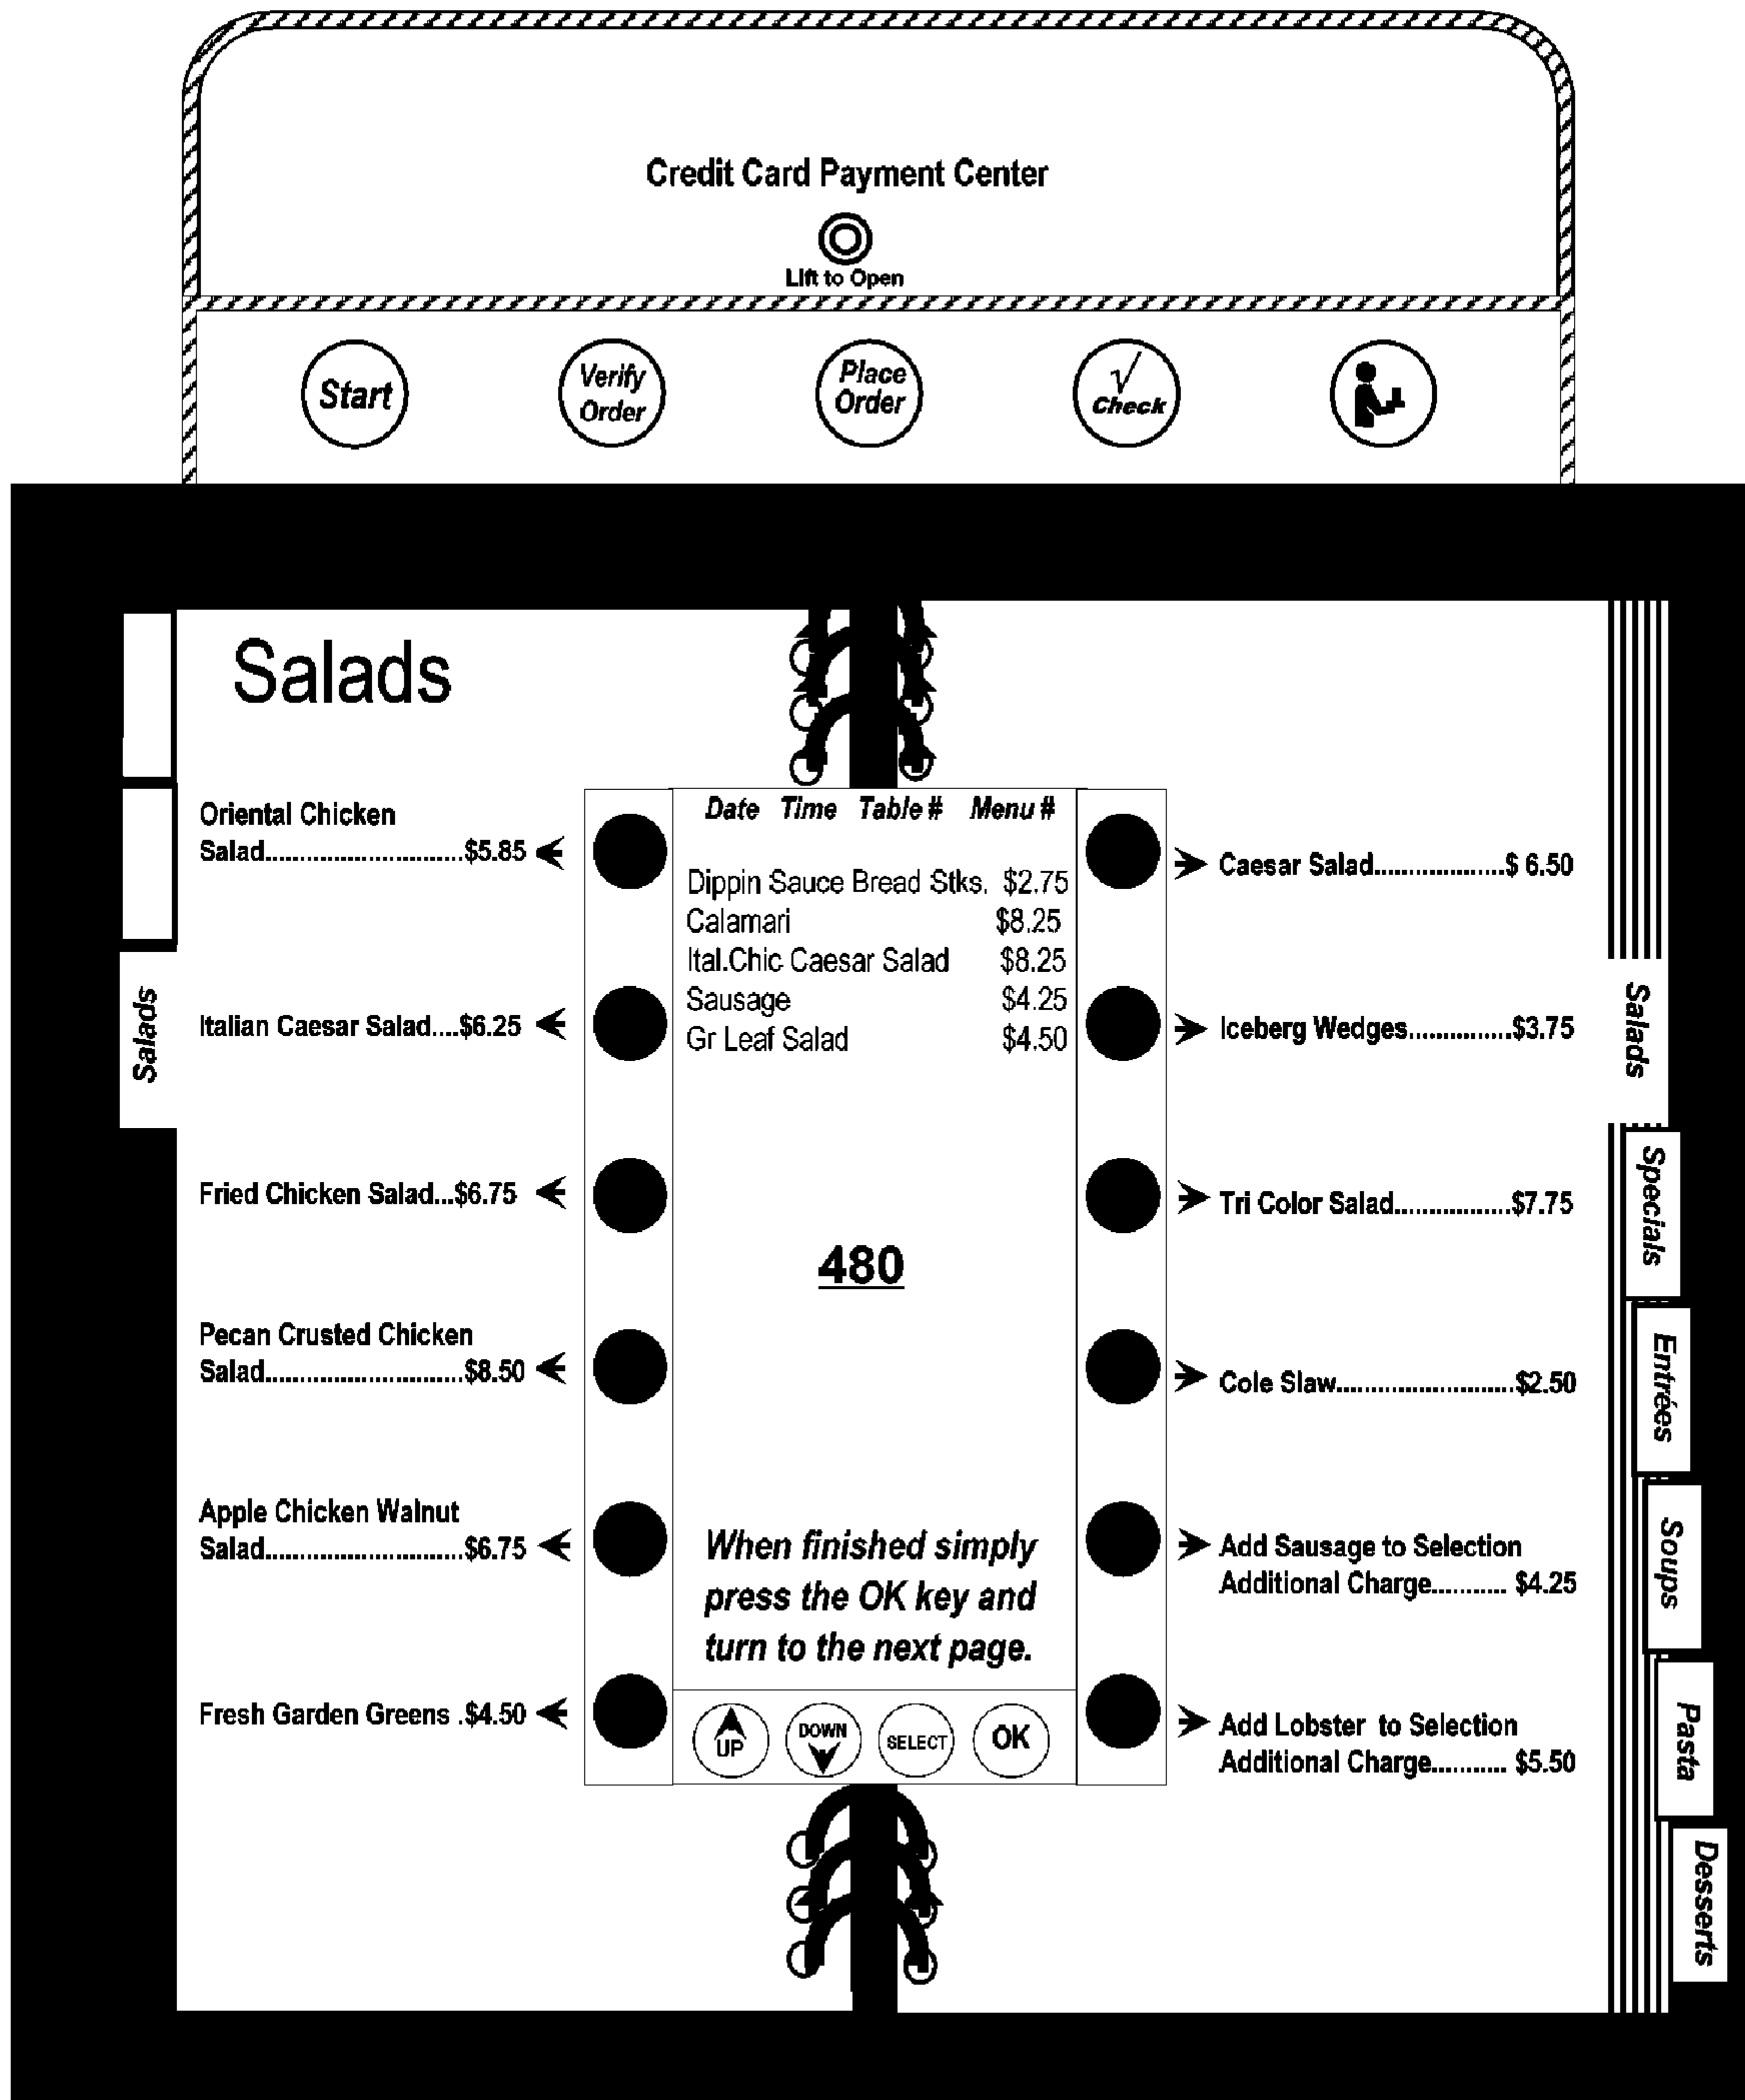 Credit Card Payment Center
Lift to Open
Start
Verify
Order
Place
Order
√
Check
Salads
Salads
Oriental Chicken
Salad............................$5.85
Italian Caesar Salad....$6.25
Fried Chicken Salad...$6.75
Pecan Crusted Chicken
Salad............................$8.50
Apple Chicken Walnut
Salad............................$6.75
Fresh Garden Greens .$4.50
Date Time Table # Menu #
Dippin Sauce Bread Stks. $2.75
Calamari $8.25
Ital.Chic Caesar Salad $8.25
Sausage $4.25
Gr Leaf Salad $4.50
480
When finished simply
press the OK key and
turn to the next page.
UP
DOWN
SELECT
OK
Caesar Salad...................$ 6.50
Iceberg Wedges...............$3.75
Tri Color Salad.................$7.75
Cole Slaw.........................$2.50
Add Sausage to Selection
Additional Charge........... $4.25
Add Lobster to Selection
Additional Charge........... $5.50
Salads
Specials
Entrées
Soups
Pasta
Desserts